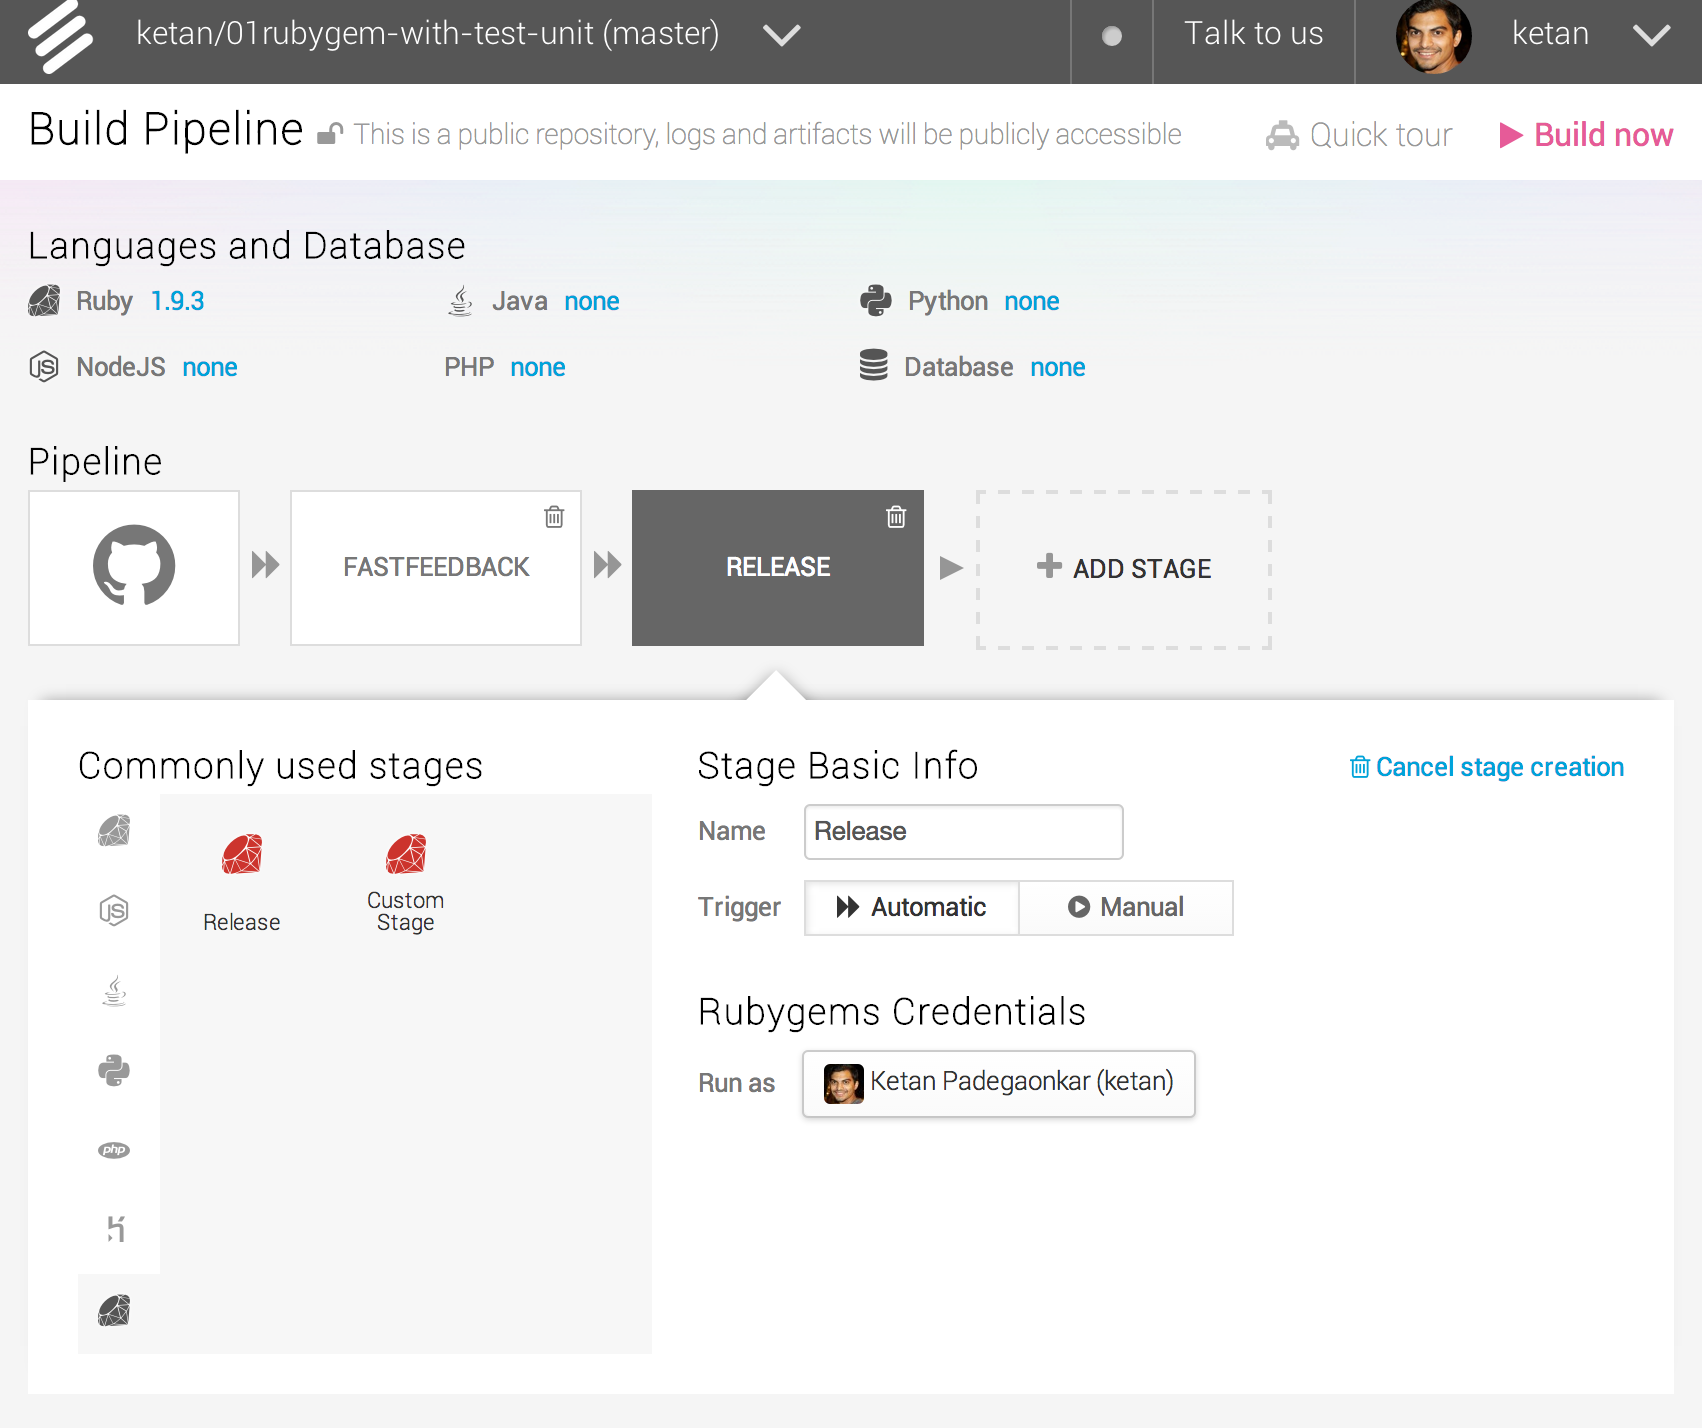 ketan/01rubygem-with-test-unit (master)
Talk to us
ketan
Build Pipeline
This is a public repository, logs and artifacts will be publicly accessible
Quick tour
Build now
Languages and Database
Ruby 1.9.3
Java none
Python none
NodeJS none
PHP none
Database none
Pipeline
FASTFEEDBACK
RELEASE
ADD STAGE
Commonly used stages
JS
php
Release
Custom
Stage
Stage Basic Info
Cancel stage creation
Name
Release
Trigger
Automatic
Manual
Rubygems Credentials
Run as
Ketan Padegaonkar (ketan)